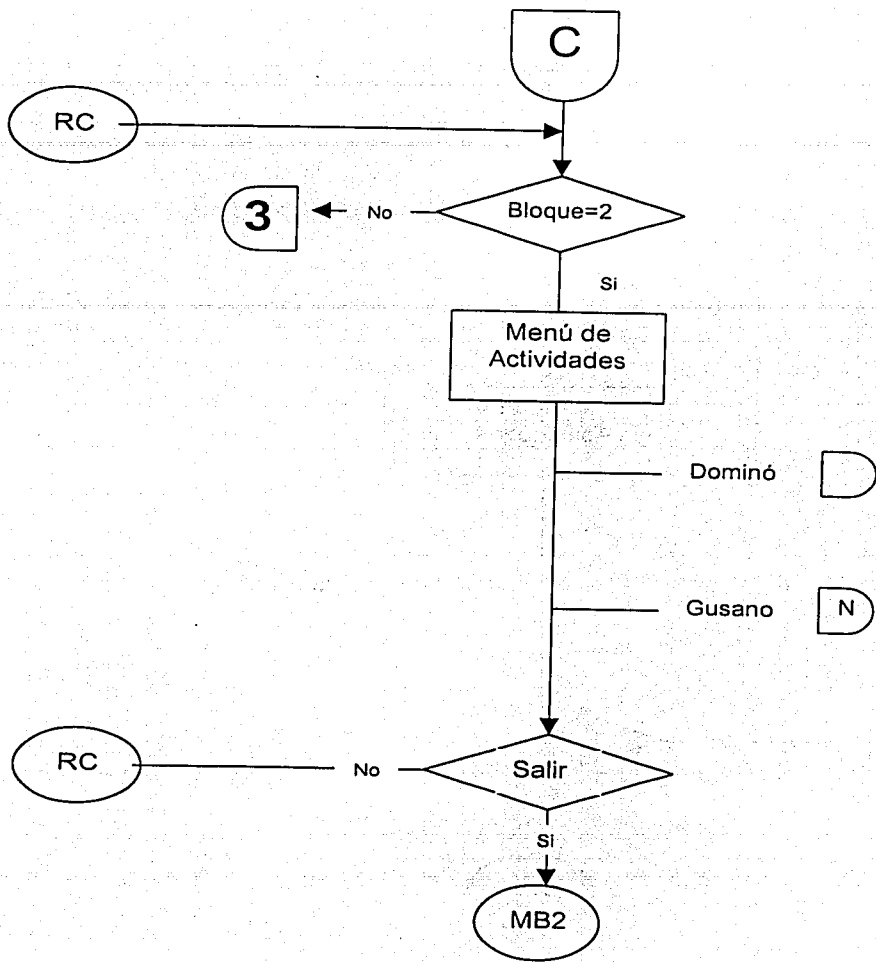 C
RC
Bloque=2
No
3
Si
Menú de
Actividades
Dominó
Gusano
N
RC
No
Salir
Si
MB2